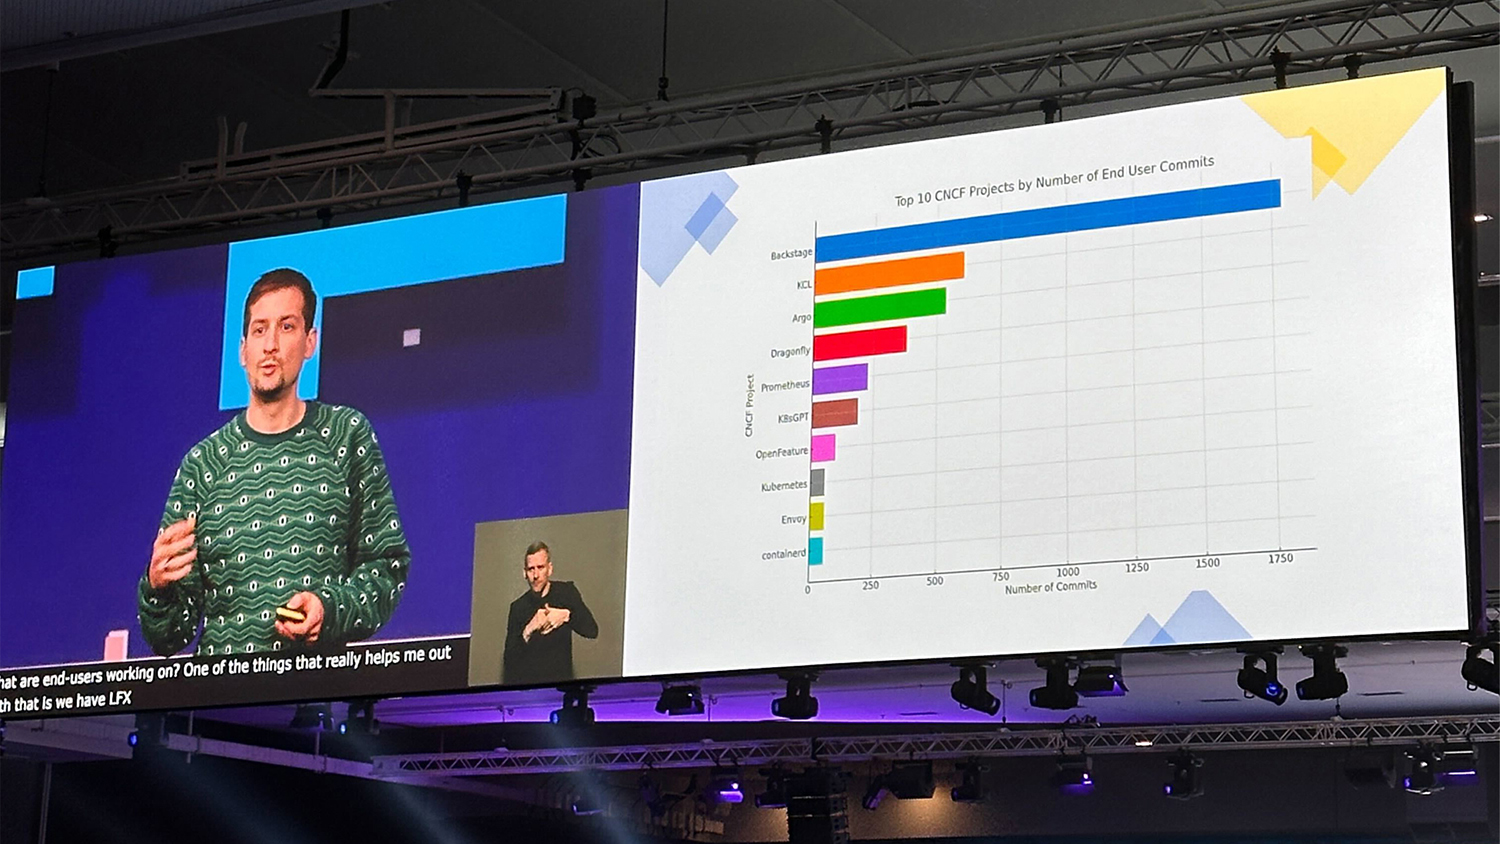 Top 10 CNCF Projects by Number of End User Commits
Backstage
KCL
Argo
Dragonfly
Prometheus
K8sGPT
OpenFeature
Kubernetes
Envoy
containerd
CNCF Project
0 250 500 750 1000 1250 1500 1750
Number of Commits
hat are end-users working on? One of the things that really helps me out
th that is we have LFX